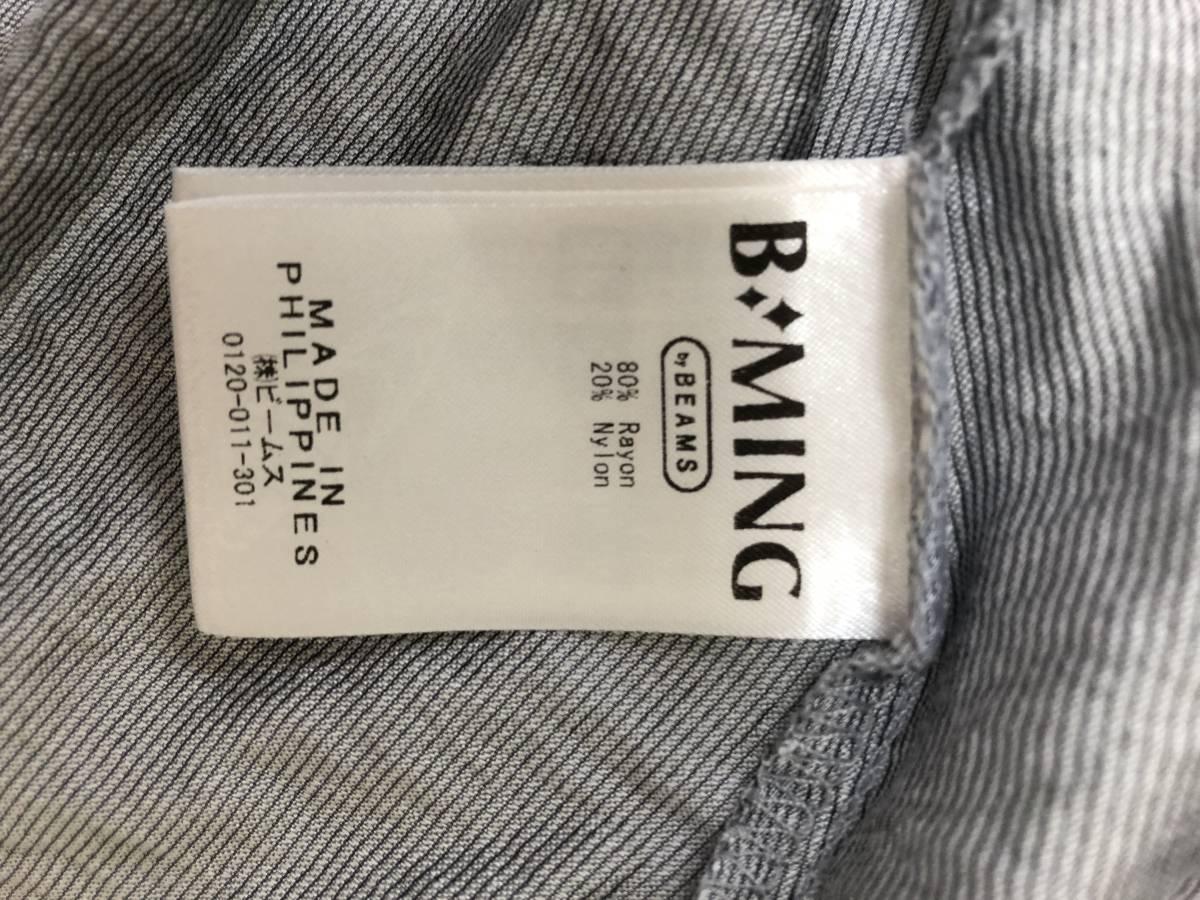 B✦✦MING
by BEAMS
80% Rayon
20% Nylon
MADE IN
PHILIPPINES
㈱ビームス
0120-011-301